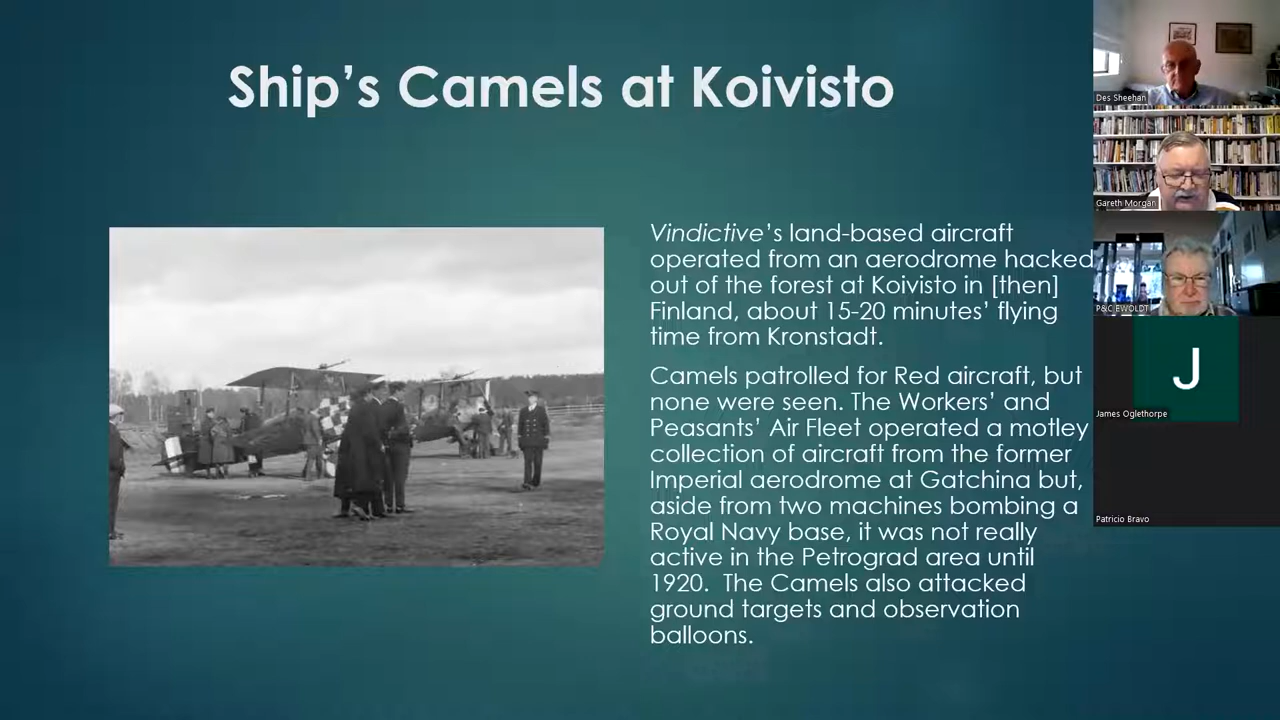 Ship's Camels at Koivisto
Vindictive's land-based aircraft
operated from an aerodrome hacked
out of the forest at Koivisto in [then]
Finland, about 15-20 minutes' flying
time from Kronstadt.
Camels patrolled for Red aircraft, but
none were seen. The Workers' and
Peasants' Air Fleet operated a motley
collection of aircraft from the former
Imperial aerodrome at Gatchina but,
aside from two machines bombing a
Royal Navy base, it was not really
active in the Petrograd area until
1920. The Camels also attacked
ground targets and observation
balloons.
Des Sheehan
Gareth Morgan
P&C EWOLDT
J
James Oglethorpe
Patricio Bravo